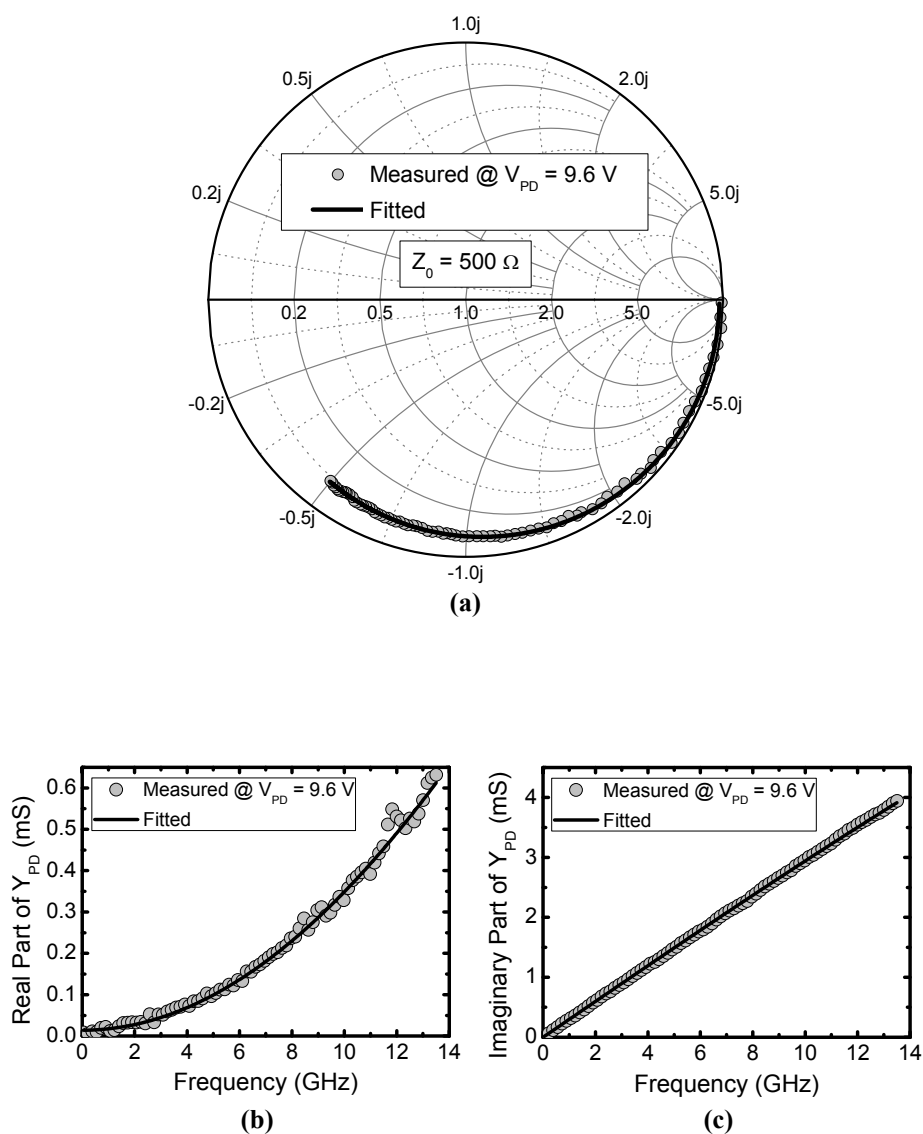 1.0j
0.5j
2.0j
Measured @ V_PD = 9.6 V
Fitted
0.2j
5.0j
Z_0 = 500 Ω
0.2
0.5
1.0
2.0
5.0
-0.2j
-5.0j
-0.5j
-2.0j
-1.0j
(a)
Real Part of Y_PD (mS)
0.6
0.5
0.4
0.3
0.2
0.1
0.0
Measured @ V_PD = 9.6 V
Fitted
0 2 4 6 8 10 12 14
Frequency (GHz)
(b)
Imaginary Part of Y_PD (mS)
4
3
2
1
0
Measured @ V_PD = 9.6 V
Fitted
0 2 4 6 8 10 12 14
Frequency (GHz)
(c)